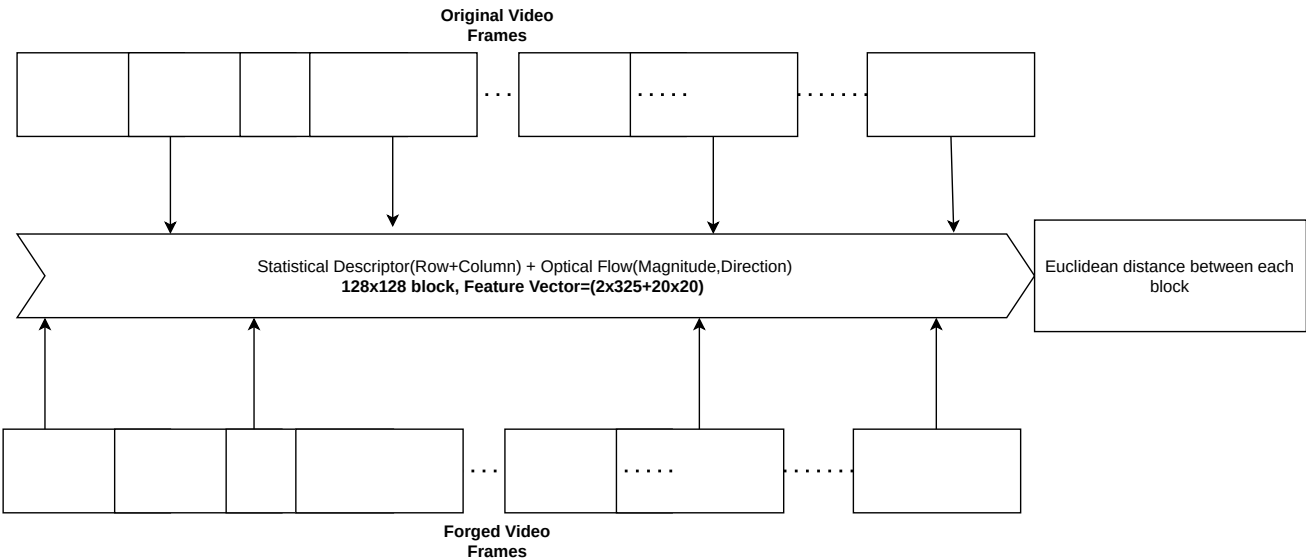 Original Video
Frames
Statistical Descriptor(Row+Column) + Optical Flow(Magnitude,Direction)
128x128 block, Feature Vector=(2x325+20x20)
Euclidean distance between each
block
Forged Video
Frames